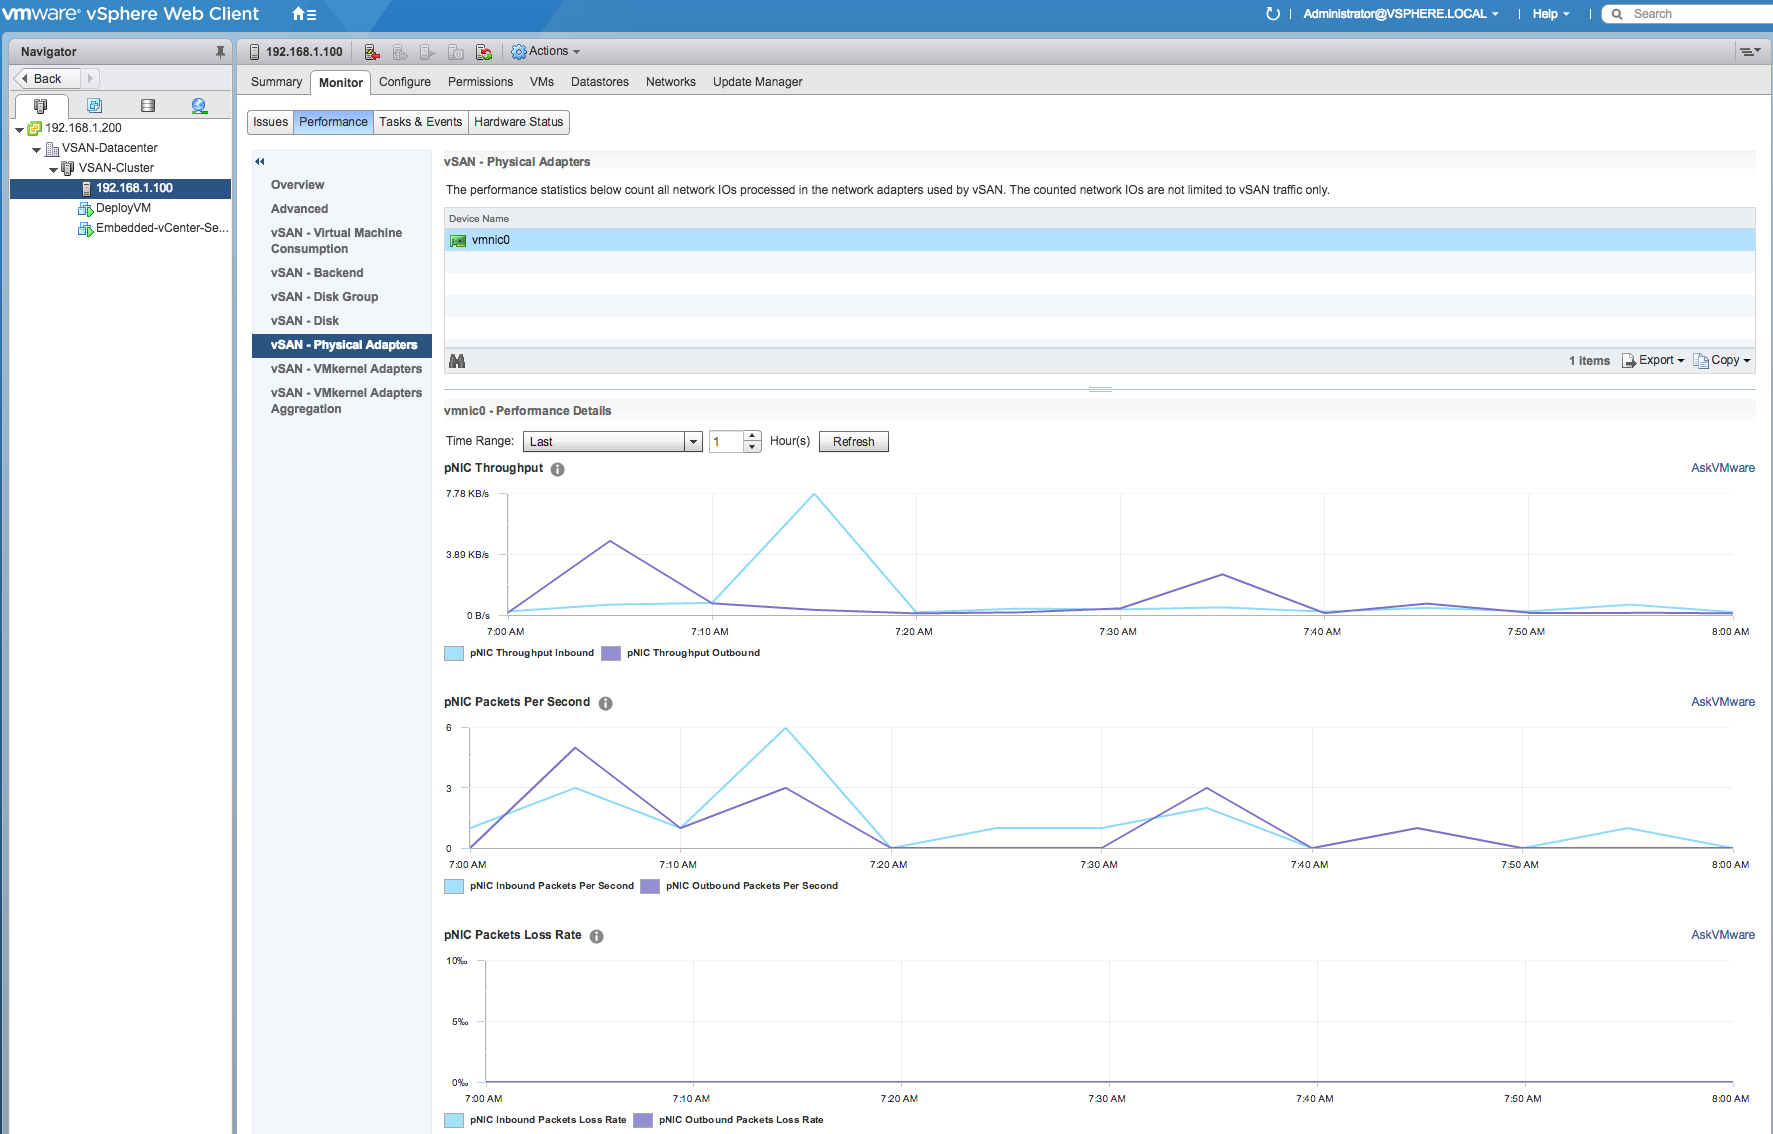 vmware® vSphere Web Client
Administrator@VSPHERE.LOCAL
Help
Search
Navigator
Back
192.168.1.200
VSAN-Datacenter
VSAN-Cluster
192.168.1.100
DeployVM
Embedded-vCenter-Se...
192.168.1.100
Actions
Summary Monitor Configure Permissions VMs Datastores Networks Update Manager
Issues Performance Tasks & Events Hardware Status
Overview
Advanced
vSAN - Virtual Machine
Consumption
vSAN - Backend
vSAN - Disk Group
vSAN - Disk
vSAN - Physical Adapters
vSAN - VMkernel Adapters
vSAN - VMkernel Adapters
Aggregation
vSAN - Physical Adapters
The performance statistics below count all network IOs processed in the network adapters used by vSAN. The counted network IOs are not limited to vSAN traffic only.
Device Name
vmnic0
1 items Export Copy
vmnic0 - Performance Details
Time Range: Last 1 Hour(s) Refresh
pNIC Throughput AskVMware
7.78 KB/s
3.89 KB/s
0 B/s
7:00 AM 7:10 AM 7:20 AM 7:30 AM 7:40 AM 7:50 AM 8:00 AM
pNIC Throughput Inbound pNIC Throughput Outbound
pNIC Packets Per Second AskVMware
6
3
0
7:00 AM 7:10 AM 7:20 AM 7:30 AM 7:40 AM 7:50 AM 8:00 AM
pNIC Inbound Packets Per Second pNIC Outbound Packets Per Second
pNIC Packets Loss Rate AskVMware
10‰
5‰
0‰
7:00 AM 7:10 AM 7:20 AM 7:30 AM 7:40 AM 7:50 AM 8:00 AM
pNIC Inbound Packets Loss Rate pNIC Outbound Packets Loss Rate